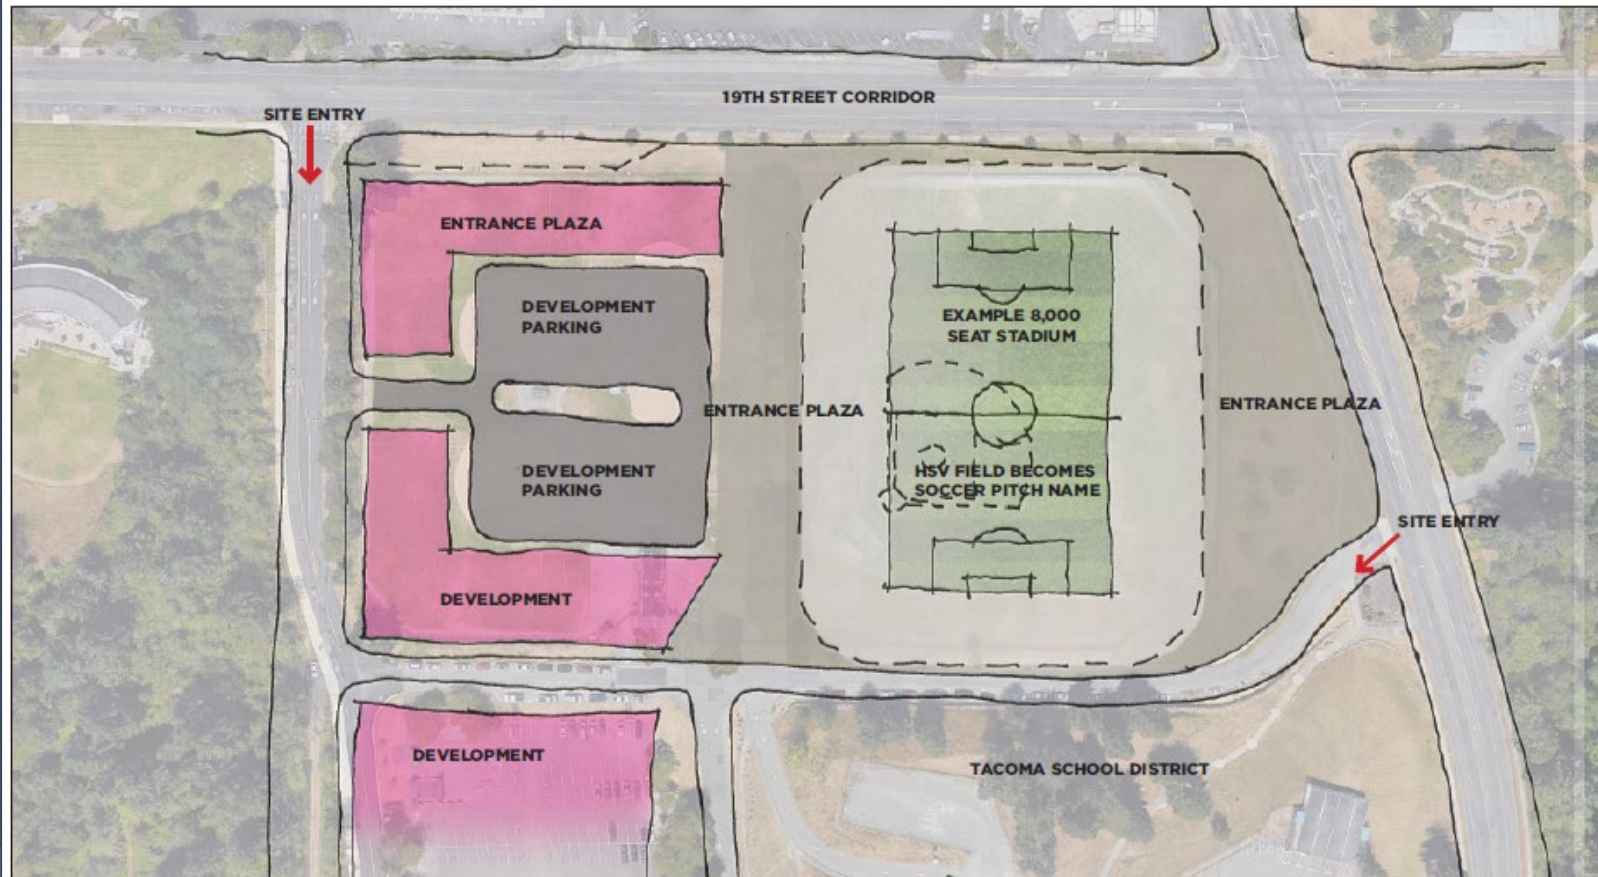 19TH STREET CORRIDOR
SITE ENTRY
ENTRANCE PLAZA
DEVELOPMENT
PARKING
EXAMPLE 8,000
SEAT STADIUM
ENTRANCE PLAZA
ENTRANCE PLAZA
DEVELOPMENT
PARKING
HSV FIELD BECOMES
SOCCER PITCH NAME
SITE ENTRY
DEVELOPMENT
DEVELOPMENT
TACOMA SCHOOL DISTRICT